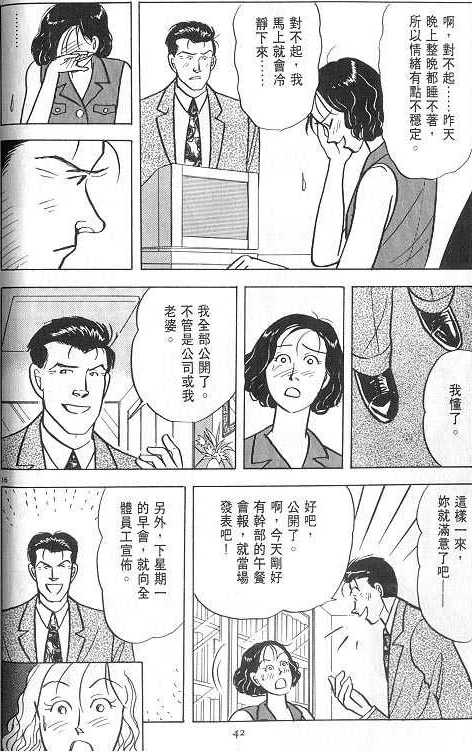 啊，對不起……昨天
晚上整晚都睡不著，
所以情緒有點不穩定。
對不起，我
馬上就會冷
靜下來……
我懂了。
我全部公開了。
不管是公司或我
老婆。
這樣一來，
妳就滿意了吧——
好吧，
公開了。
啊，今天剛好
有幹部的午餐
會報，就當場
發表吧！
另外，下星期一
的早會，就向全
體員工宣佈。
42